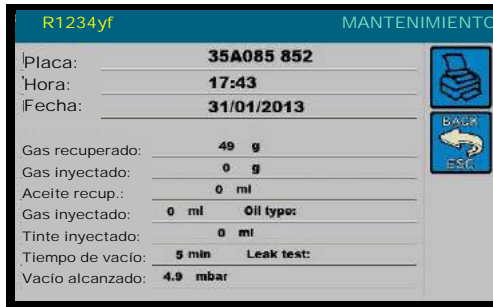 R1234yf MANTENIMIENTO
Placa: 35A085 852
Hora: 17:43
Fecha: 31/01/2013
BACK
ESC
Gas recuperado: 49 g
Gas inyectado: 0 g
Aceite recup.: 0 ml
Gas inyectado: 0 ml Oil type:
Tinte inyectado: 0 ml
Tiempo de vacío: 5 min Leak test:
Vacío alcanzado: 4.9 mbar